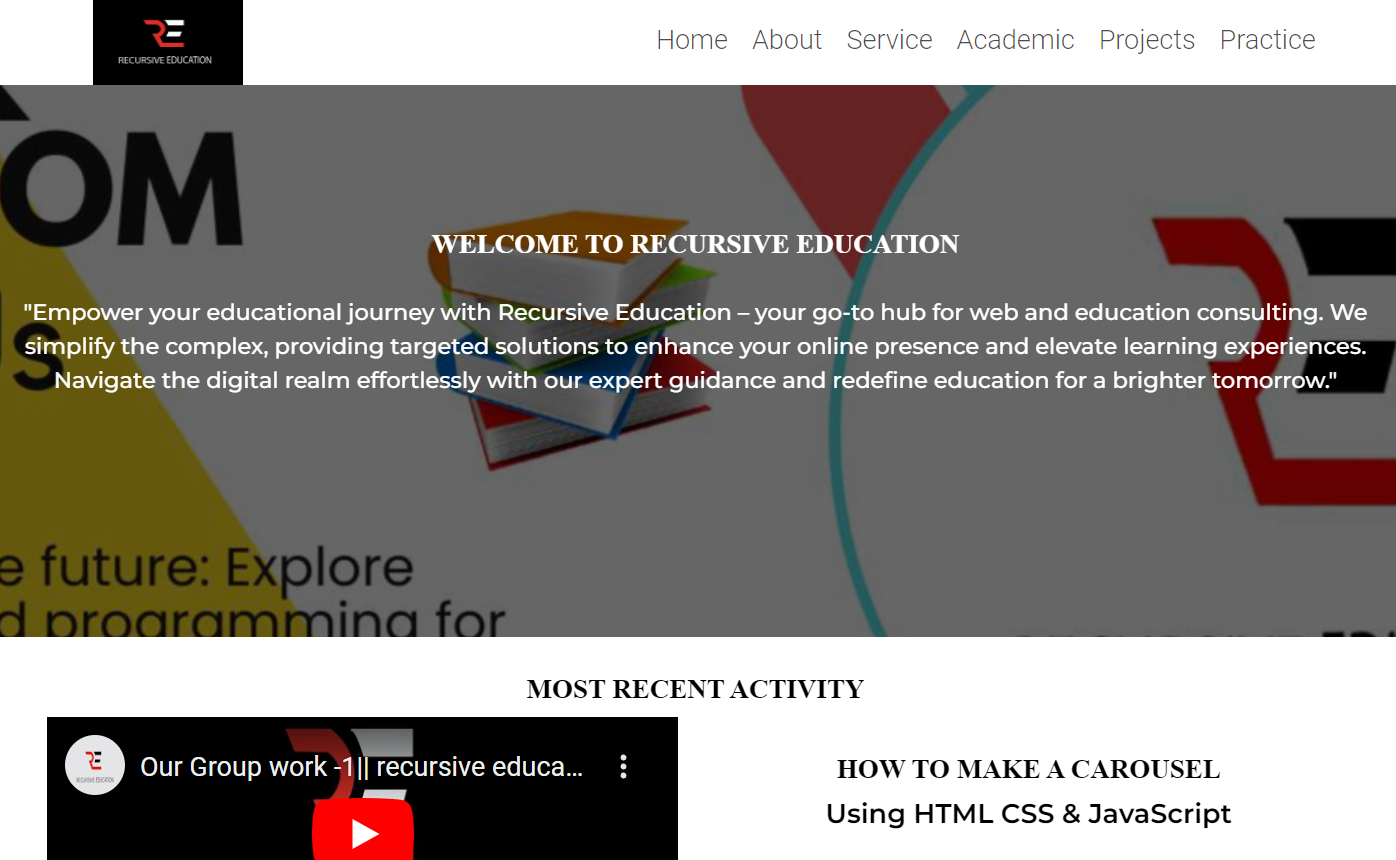 RE
RECURSIVE EDUCATION
Home About Service Academic Projects Practice
OM
WELCOME TO RECURSIVE EDUCATION
"Empower your educational journey with Recursive Education – your go-to hub for web and education consulting. We
simplify the complex, providing targeted solutions to enhance your online presence and elevate learning experiences.
Navigate the digital realm effortlessly with our expert guidance and redefine education for a brighter tomorrow."
RE
e future: Explore
d programming for
MOST RECENT ACTIVITY
RE
RECURSIVE EDUCATION
Our Group work -1|| recursive educa...
HOW TO MAKE A CAROUSEL
Using HTML CSS & JavaScript